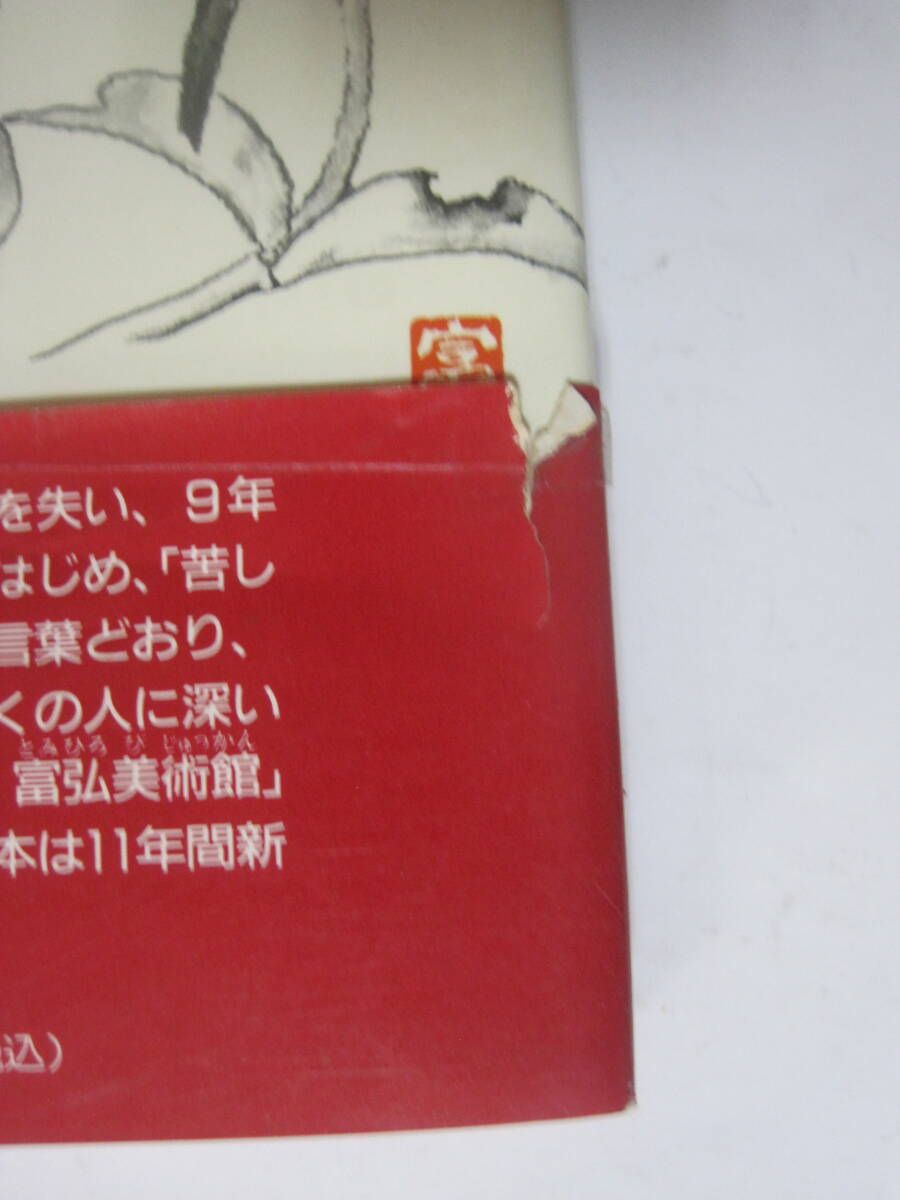 を失い、9年
はじめ、「苦し
言葉どおり、
くの人に深い
とみひろ び じゅつかん
富弘美術館」
本は11年間新
込）